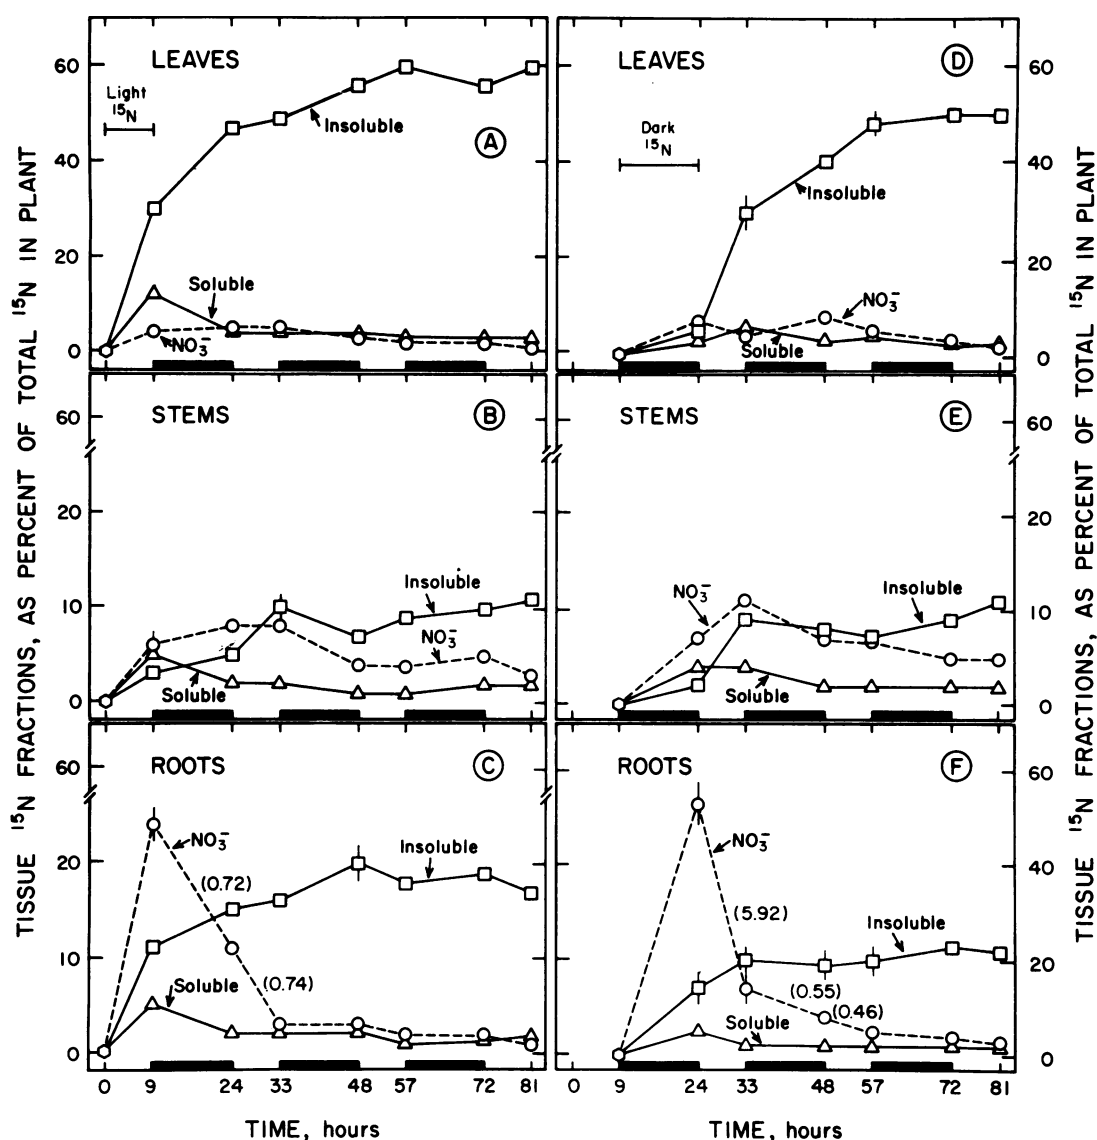 LEAVES
A
Light
15N
Insoluble
Soluble
NO3−
60
40
20
0
LEAVES
D
Dark
15N
Insoluble
NO3−
Soluble
60
40
20
0
STEMS
B
Insoluble
NO3−
Soluble
60
20
10
0
STEMS
E
NO3−
Insoluble
Soluble
60
20
10
0
ROOTS
C
NO3−
Insoluble
(0.72)
(0.74)
Soluble
60
20
10
0
ROOTS
F
NO3−
(5.92)
Insoluble
(0.55)
(0.46)
Soluble
60
40
20
0
0 9 24 33 48 57 72 81
0 9 24 33 48 57 72 81
TIME, hours
TIME, hours
TISSUE 15N FRACTIONS, AS PERCENT OF TOTAL 15N IN PLANT
TISSUE 15N FRACTIONS, AS PERCENT OF TOTAL 15N IN PLANT